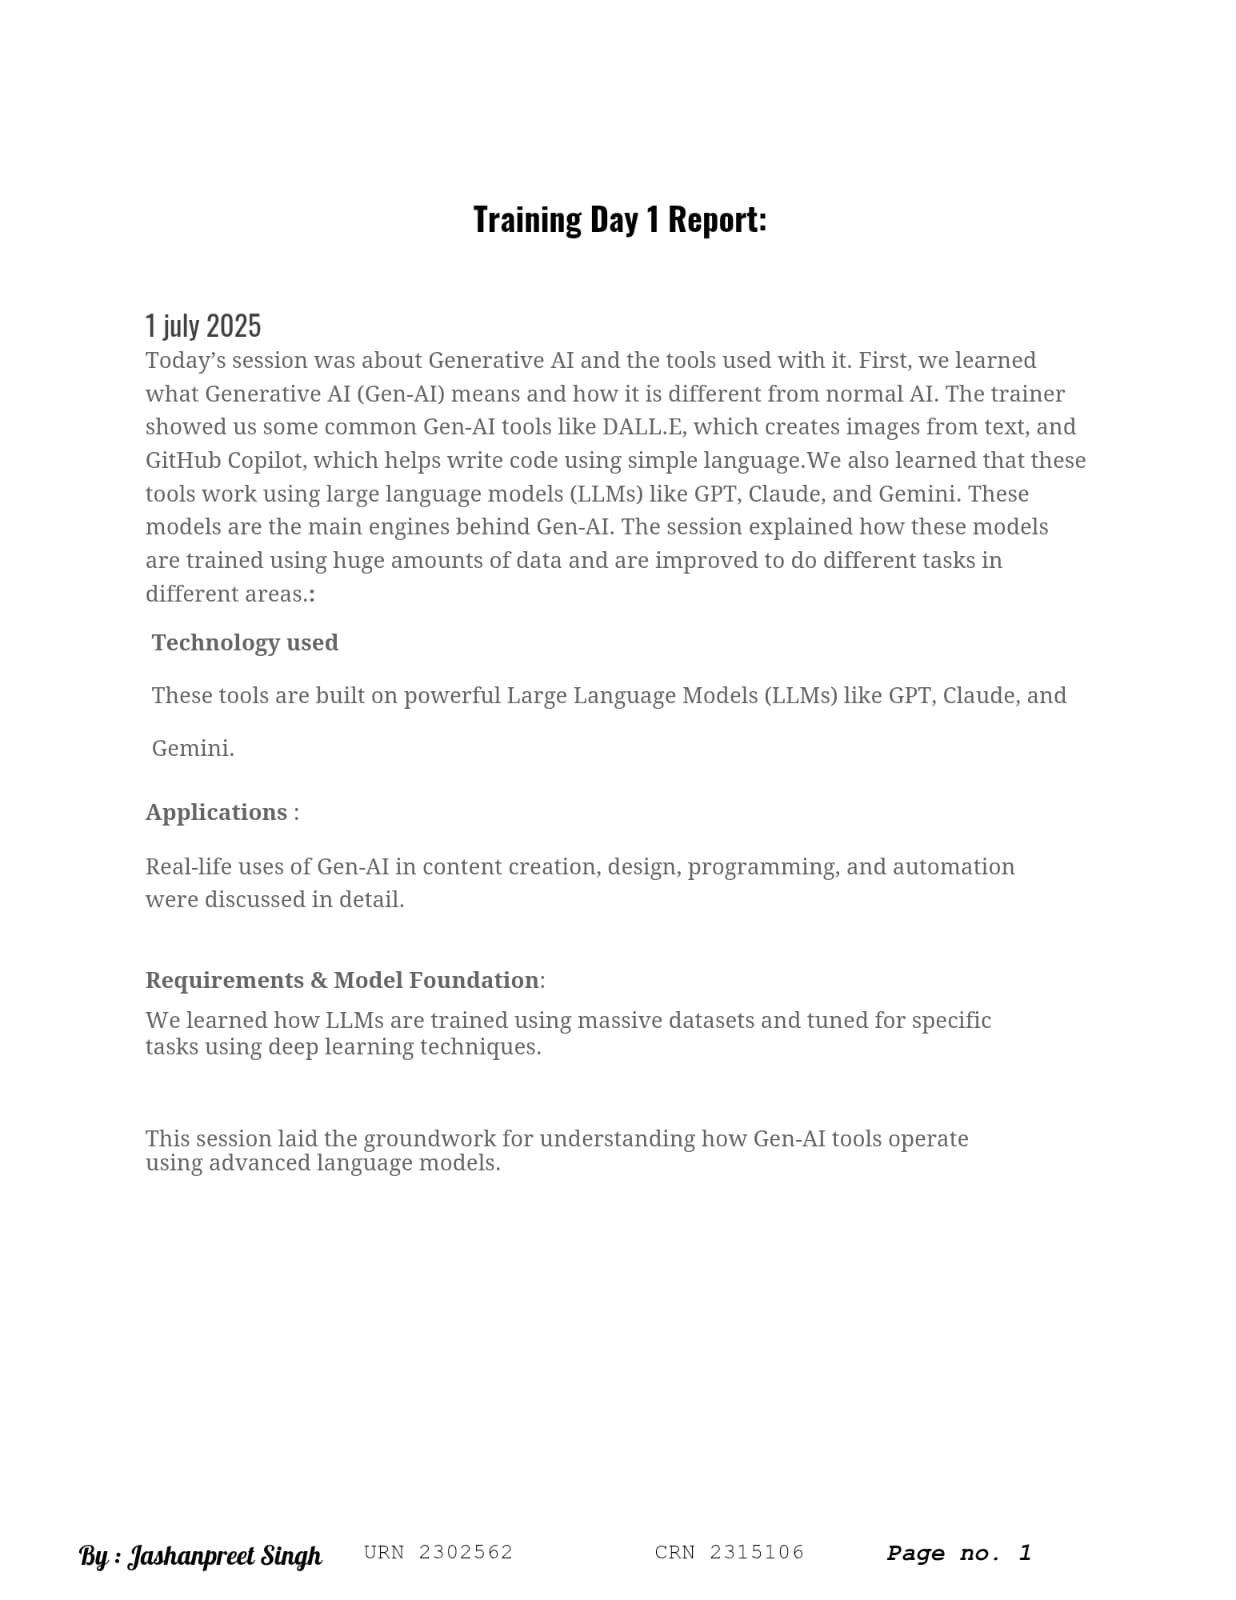 Training Day 1 Report:
1 july 2025
Today’s session was about Generative AI and the tools used with it. First, we learned
what Generative AI (Gen-AI) means and how it is different from normal AI. The trainer
showed us some common Gen-AI tools like DALL.E, which creates images from text, and
GitHub Copilot, which helps write code using simple language.We also learned that these
tools work using large language models (LLMs) like GPT, Claude, and Gemini. These
models are the main engines behind Gen-AI. The session explained how these models
are trained using huge amounts of data and are improved to do different tasks in
different areas.:
Technology used
These tools are built on powerful Large Language Models (LLMs) like GPT, Claude, and
Gemini.
Applications :
Real-life uses of Gen-AI in content creation, design, programming, and automation
were discussed in detail.
Requirements & Model Foundation:
We learned how LLMs are trained using massive datasets and tuned for specific
tasks using deep learning techniques.
This session laid the groundwork for understanding how Gen-AI tools operate
using advanced language models.
By : Jashanpreet Singh URN 2302562 CRN 2315106 Page no. 1